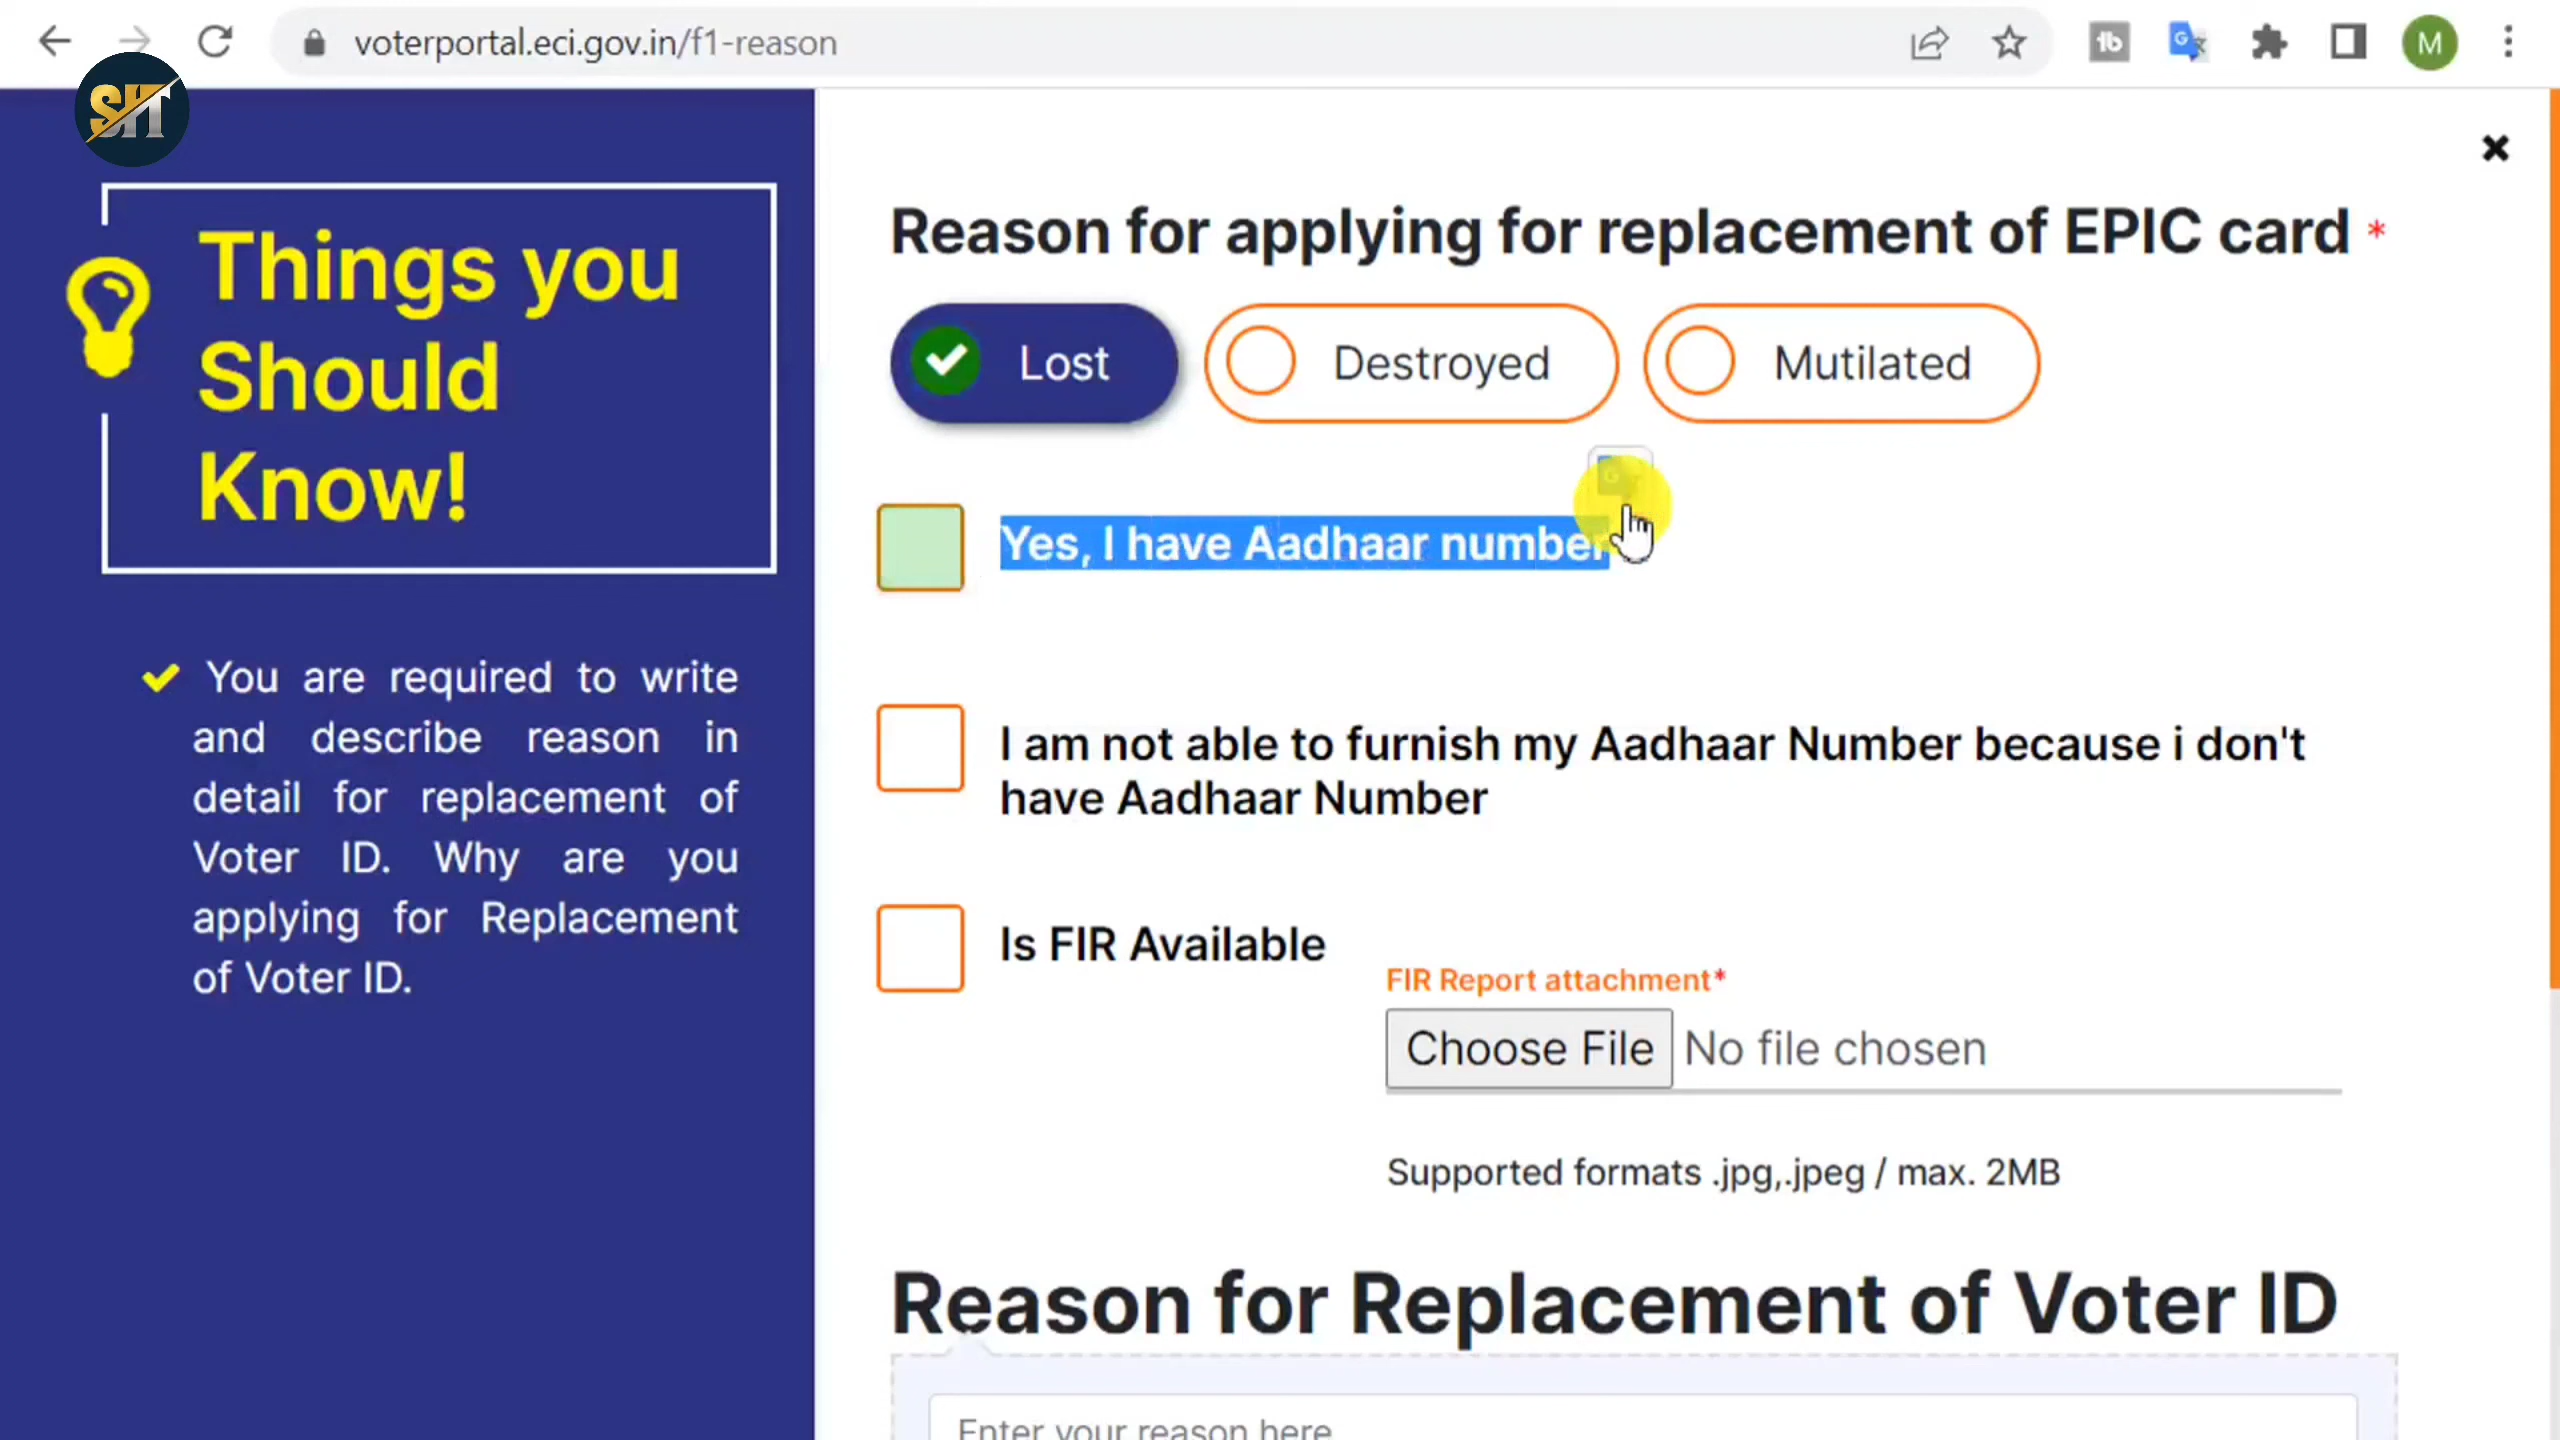 voterportal.eci.gov.in/f1-reason
M
SHT
Things you
Should
Know!
You are required to write
and describe reason in
detail for replacement of
Voter ID. Why are you
applying for Replacement
of Voter ID.
Reason for applying for replacement of EPIC card *
Lost
Destroyed
Mutilated
Yes, I have Aadhaar number
I am not able to furnish my Aadhaar Number because i don't
have Aadhaar Number
Is FIR Available
FIR Report attachment*
Choose File No file chosen
Supported formats .jpg,.jpeg / max. 2MB
Reason for Replacement of Voter ID
Enter your reason here